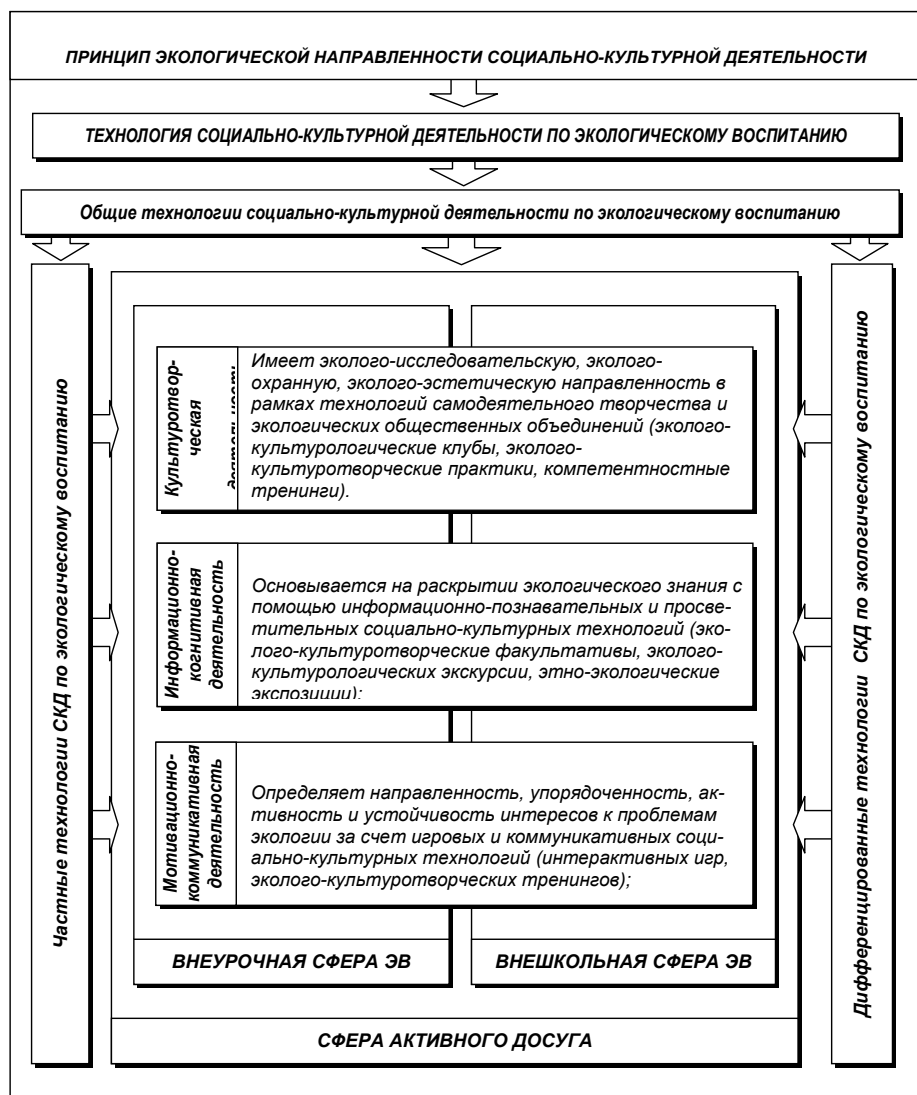 ПРИНЦИП ЭКОЛОГИЧЕСКОЙ НАПРАВЛЕННОСТИ СОЦИАЛЬНО-КУЛЬТУРНОЙ ДЕЯТЕЛЬНОСТИ
ТЕХНОЛОГИЯ СОЦИАЛЬНО-КУЛЬТУРНОЙ ДЕЯТЕЛЬНОСТИ ПО ЭКОЛОГИЧЕСКОМУ ВОСПИТАНИЮ
Общие технологии социально-культурной деятельности по экологическому воспитанию
Частные технологии СКД по экологическому воспитанию
Культуротвор-
ческая
деятельность
Имеет эколого-исследовательскую, эколого-
охранную, эколого-эстетическую направленность в
рамках технологий самодеятельного творчества и
экологических общественных объединений (эколого-
культурологические клубы, эколого-
культуротворческие практики, компетентностные
тренинги).
Информационно-
когнитивная
деятельность
Основывается на раскрытии экологического знания с
помощью информационно-познавательных и просве-
тительных социально-культурных технологий (эко-
лого-культуротворческие факультативы, эколого-
культурологических экскурсии, этно-экологические
экспозиции);
Мотивационно-
коммуникативная
деятельность
Определяет направленность, упорядоченность, ак-
тивность и устойчивость интересов к проблемам
экологии за счет игровых и коммуникативных соци-
ально-культурных технологий (интерактивных игр,
эколого-культуротворческих тренингов);
ВНЕУРОЧНАЯ СФЕРА ЭВ
ВНЕШКОЛЬНАЯ СФЕРА ЭВ
СФЕРА АКТИВНОГО ДОСУГА
Дифференцированные технологии СКД по экологическому воспитанию